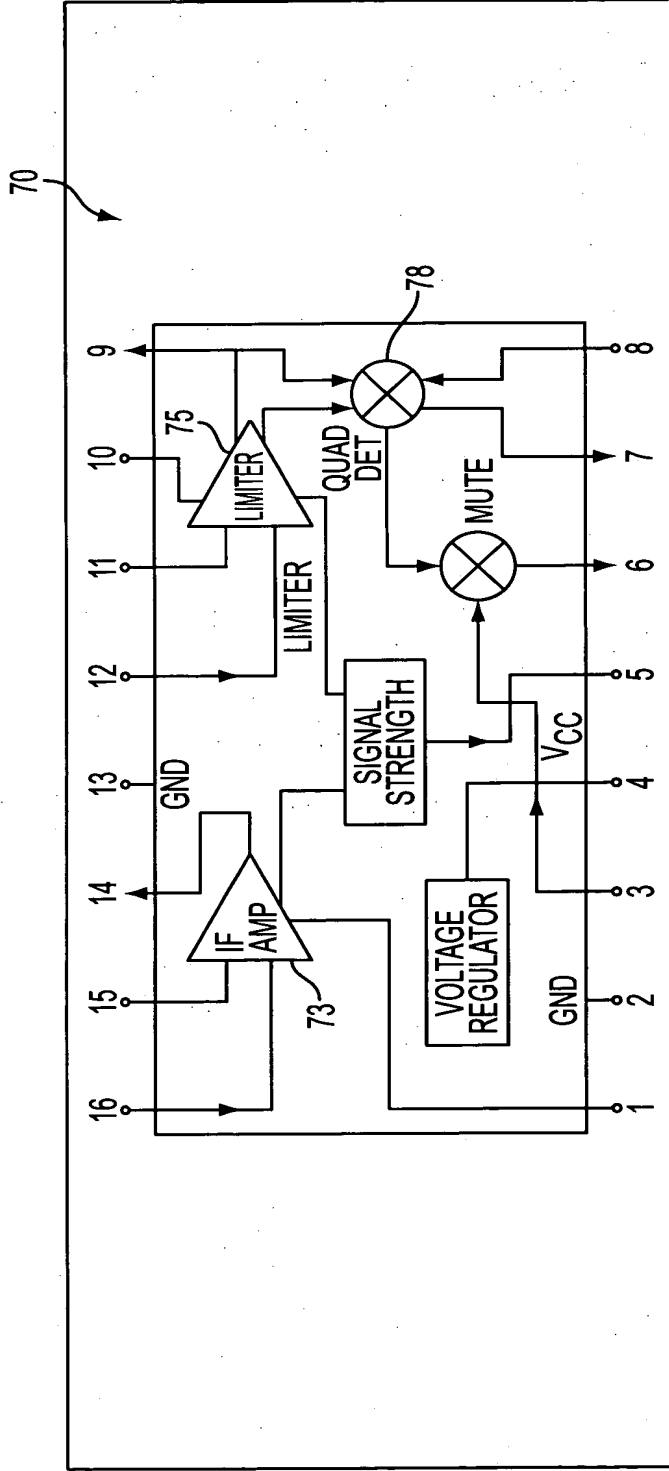 70
16
15
14
13
12
11
10
9
GND
IF
AMP
73
LIMITER
75
LIMITER
QUAD
DET
78
SIGNAL
STRENGTH
MUTE
VOLTAGE
REGULATOR
VCC
GND
1
2
3
4
5
6
7
8